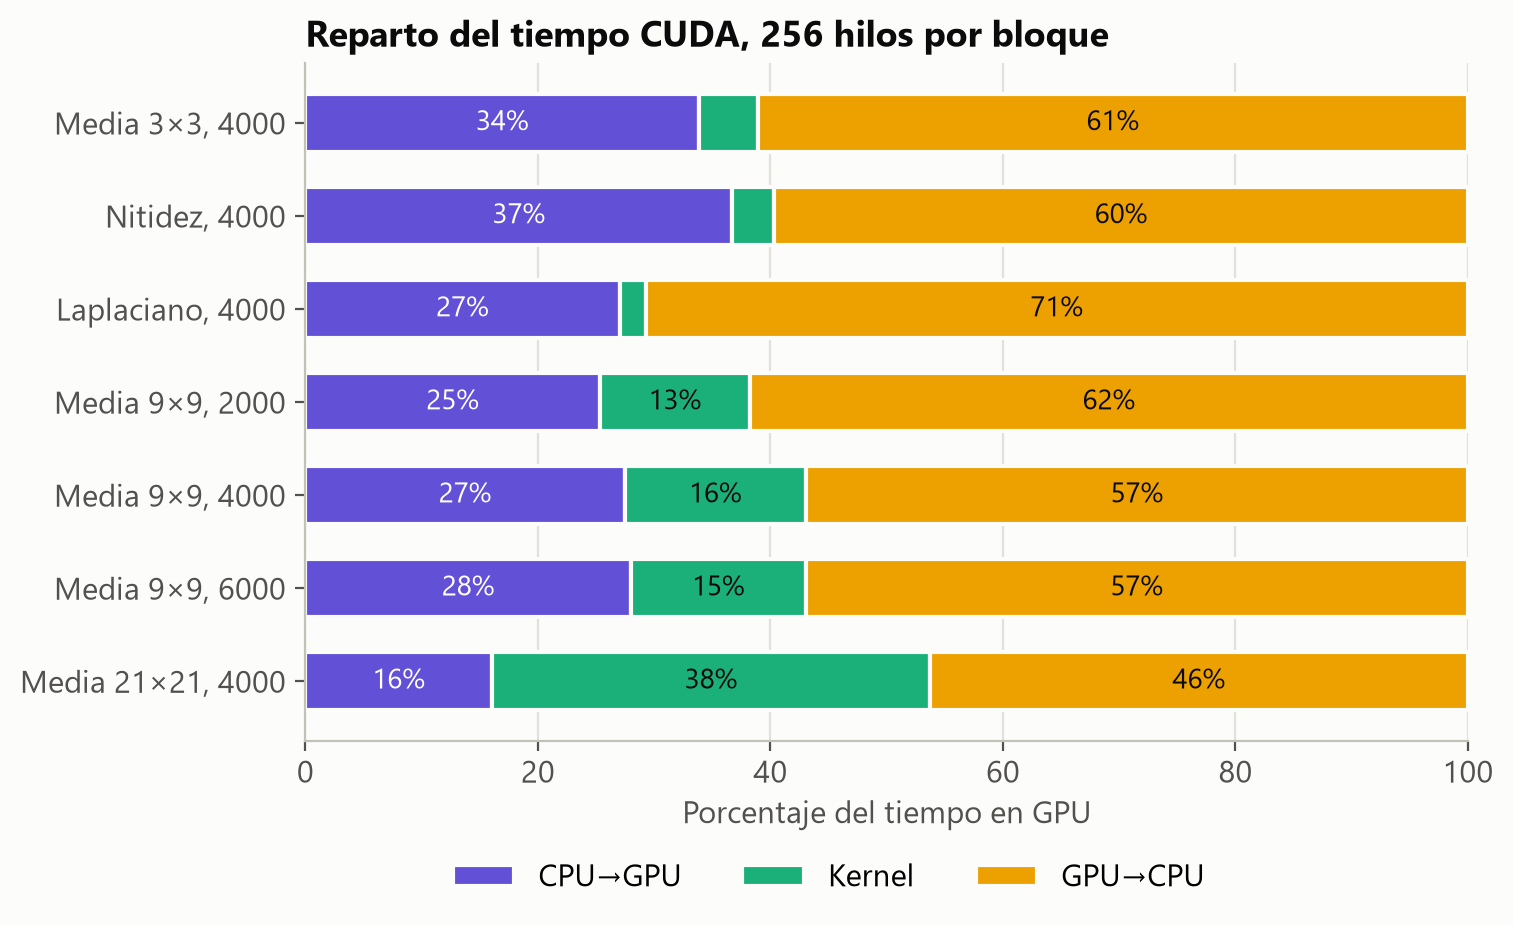 Reparto del tiempo CUDA, 256 hilos por bloque
Media 3×3, 4000 34% 61%
Nitidez, 4000 37% 60%
Laplaciano, 4000 27% 71%
Media 9×9, 2000 25% 13% 62%
Media 9×9, 4000 27% 16% 57%
Media 9×9, 6000 28% 15% 57%
Media 21×21, 4000 16% 38% 46%
0 20 40 60 80 100
Porcentaje del tiempo en GPU
CPU→GPU Kernel GPU→CPU